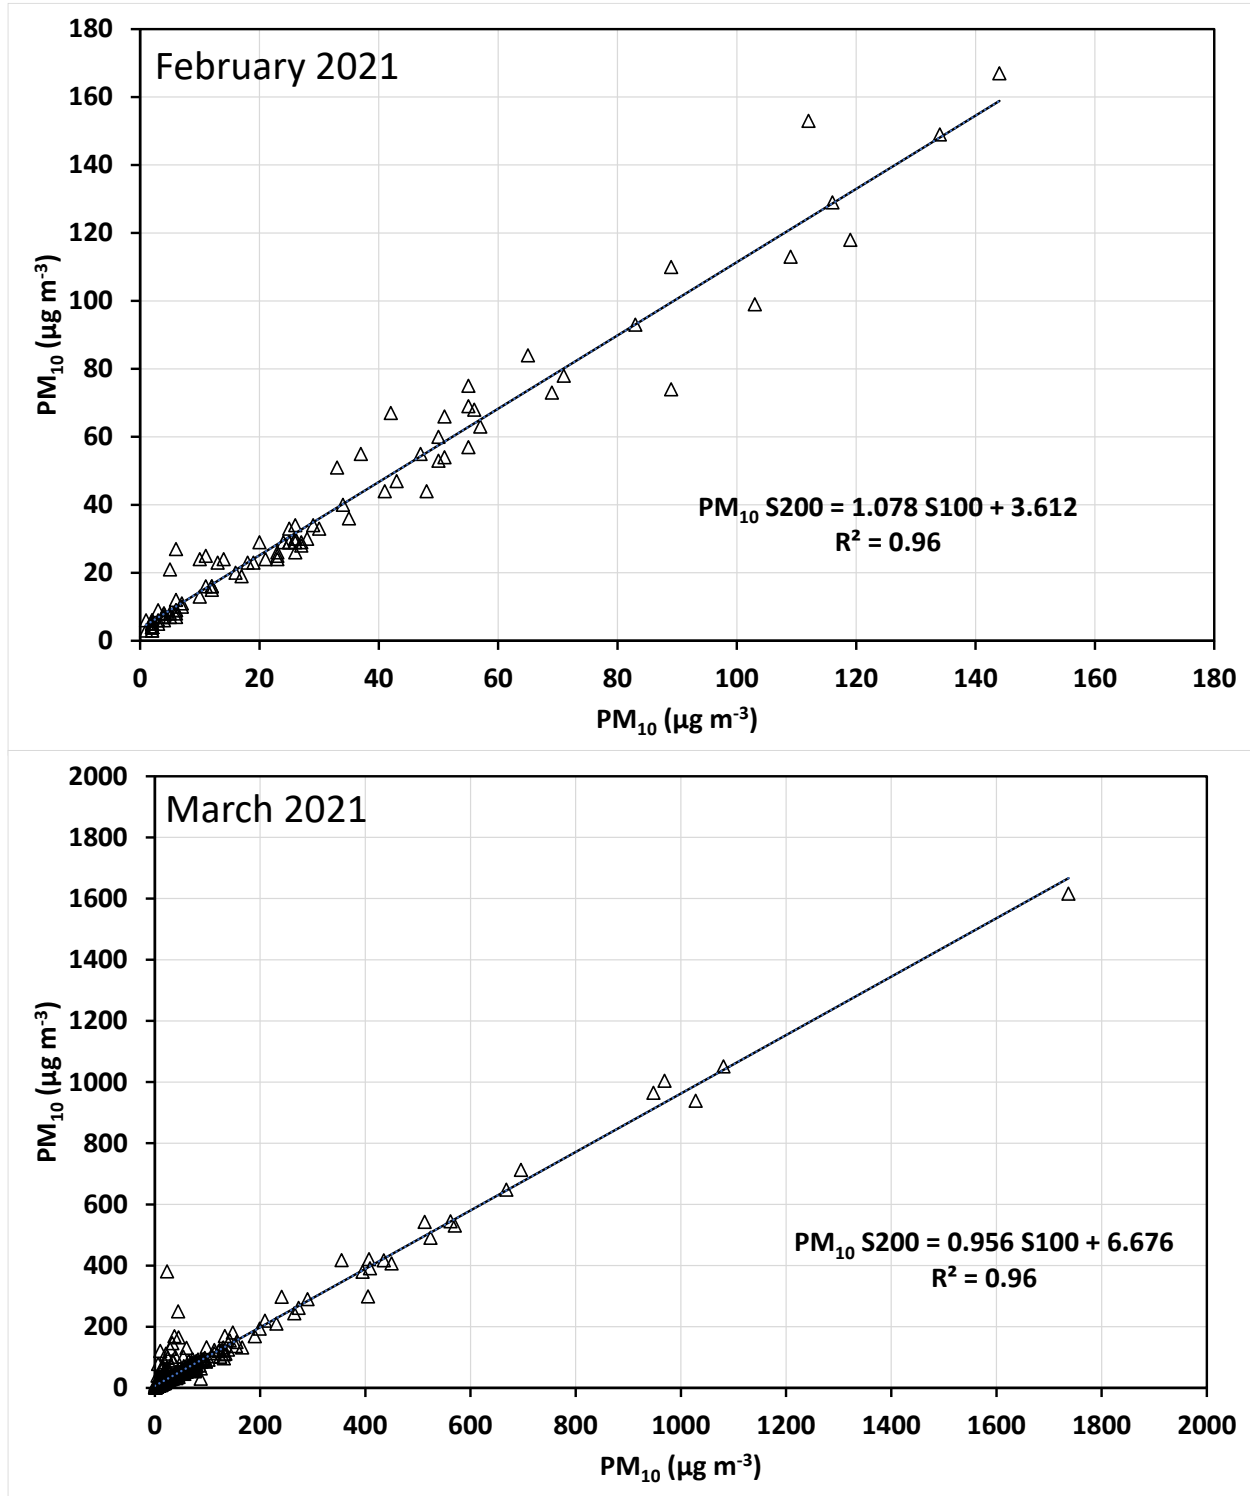 February 2021
180
160
140
120
100
80
60
40
20
0
PM₁₀ (µg m⁻³)
PM₁₀ S200 = 1.078 S100 + 3.612
R² = 0.96
0 20 40 60 80 100 120 140 160 180
PM₁₀ (µg m⁻³)
March 2021
2000
1800
1600
1400
1200
1000
800
600
400
200
0
PM₁₀ (µg m⁻³)
PM₁₀ S200 = 0.956 S100 + 6.676
R² = 0.96
0 200 400 600 800 1000 1200 1400 1600 1800 2000
PM₁₀ (µg m⁻³)